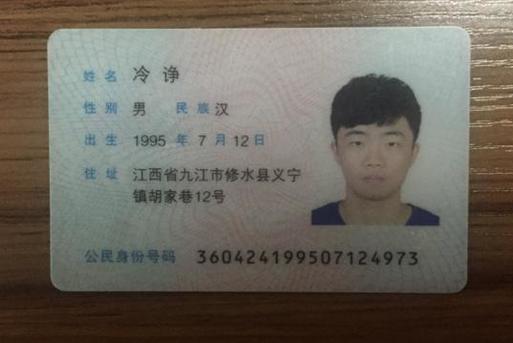 姓名 冷诤
性别 男 民族 汉
出生 1995 年 7 月 12 日
住址 江西省九江市修水县义宁
镇胡家巷12号
公民身份号码 360424199507124973